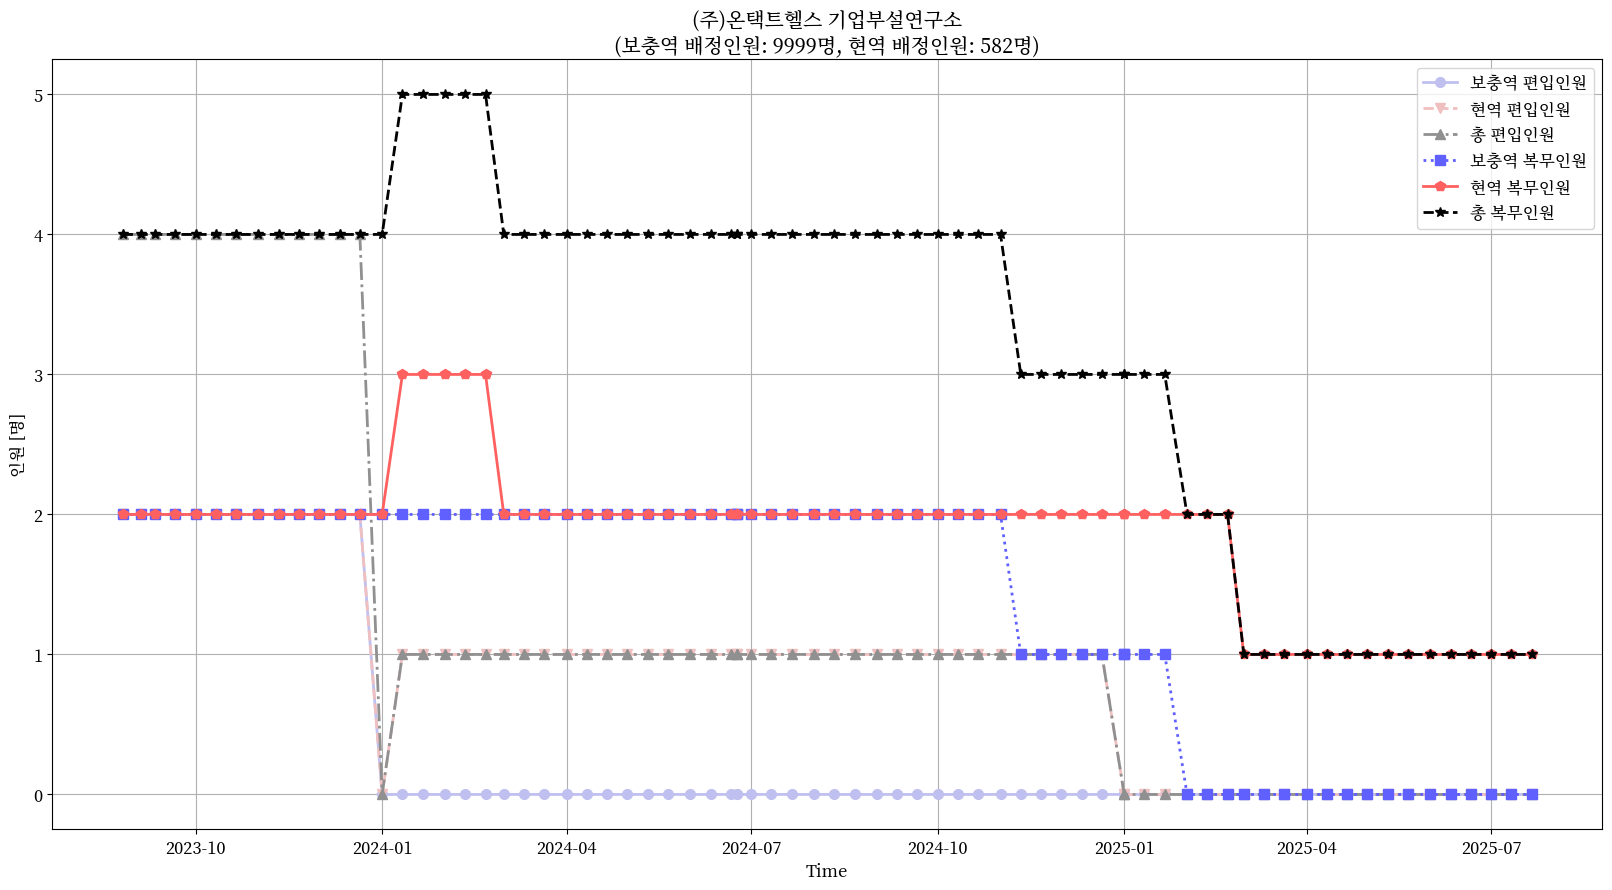 (주)온택트헬스 기업부설연구소
(보충역 배정인원: 9999명, 현역 배정인원: 582명)
보충역 편입인원
현역 편입인원
총 편입인원
보충역 복무인원
현역 복무인원
총 복무인원
인원 [명]
5
4
3
2
1
0
2023-10
2024-01
2024-04
2024-07
2024-10
2025-01
2025-04
2025-07
Time